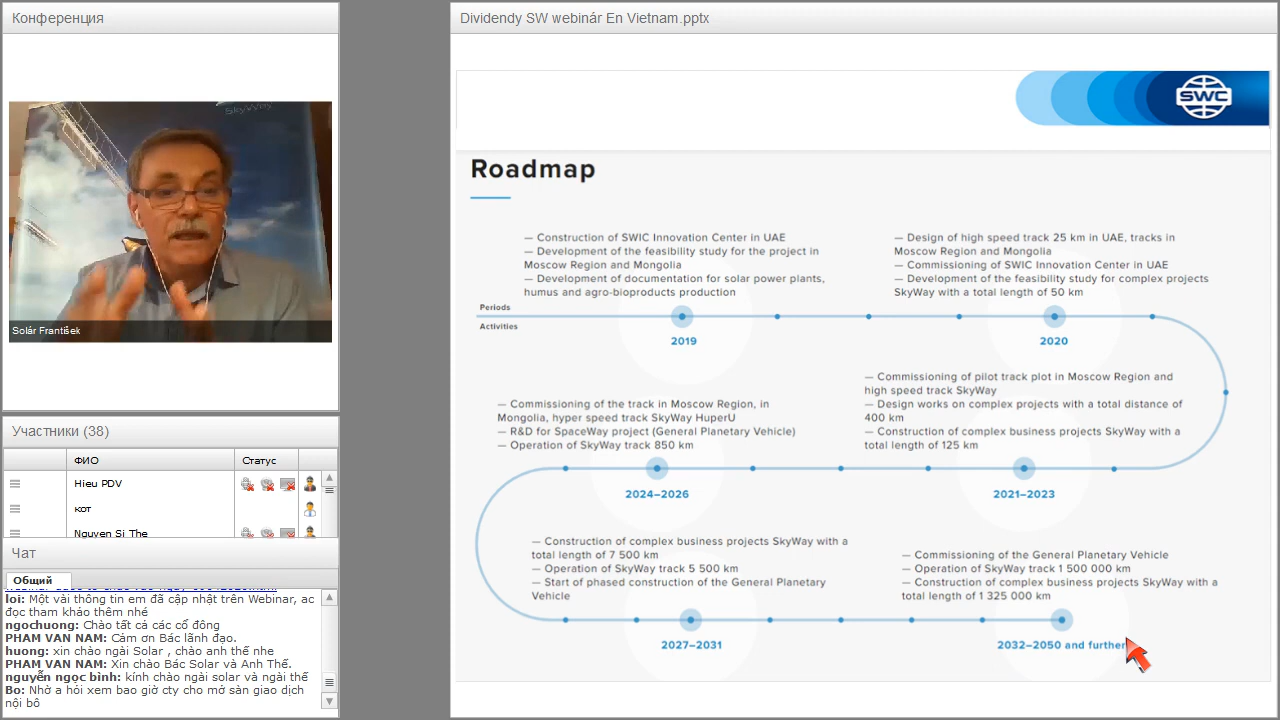 Конференция
SkyWay
Solár František
Участники (38)
ФИО
Статус
Hieu PDV
кот
Nguyen Si The
Чат
Общий
loi: Một vài thông tin em đã cập nhật trên Webinar, ac
đọc tham khảo thêm nhé
ngochuong: Chào tất cả các cổ đông
PHAM VAN NAM: Cám ơn Bác lãnh đạo.
huong: xin chào ngài Solar , chào anh thế nhe
PHAM VAN NAM: Xin chào Bác Solar và Anh Thế.
nguyễn ngọc bình: kính chào ngài solar và ngài thế
Bo: Nhờ a hỏi xem bao giờ cty cho mở sàn giao dịch
nội bô
Dividendy SW webinár En Vietnam.pptx
SWC
Roadmap
— Construction of SWIC Innovation Center in UAE
— Development of the feasibility study for the project in
Moscow Region and Mongolia
— Development of documentation for solar power plants,
humus and agro-bioproducts production
— Design of high speed track 25 km in UAE, tracks in
Moscow Region and Mongolia
— Commissioning of SWIC Innovation Center in UAE
— Development of the feasibility study for complex projects
SkyWay with a total length of 50 km
Periods
Activities
2019
2020
— Commissioning of the track in Moscow Region, in
Mongolia, hyper speed track SkyWay HuperU
— R&D for SpaceWay project (General Planetary Vehicle)
— Operation of SkyWay track 850 km
— Commissioning of pilot track plot in Moscow Region and
high speed track SkyWay
— Design works on complex projects with a total distance of
400 km
— Construction of complex business projects SkyWay with a
total length of 125 km
2024–2026
2021–2023
— Construction of complex business projects SkyWay with a
total length of 7 500 km
— Operation of SkyWay track 5 500 km
— Start of phased construction of the General Planetary
Vehicle
— Commissioning of the General Planetary Vehicle
— Operation of SkyWay track 1 500 000 km
— Construction of complex business projects SkyWay with a
total length of 1 325 000 km
2027–2031
2032–2050 and further